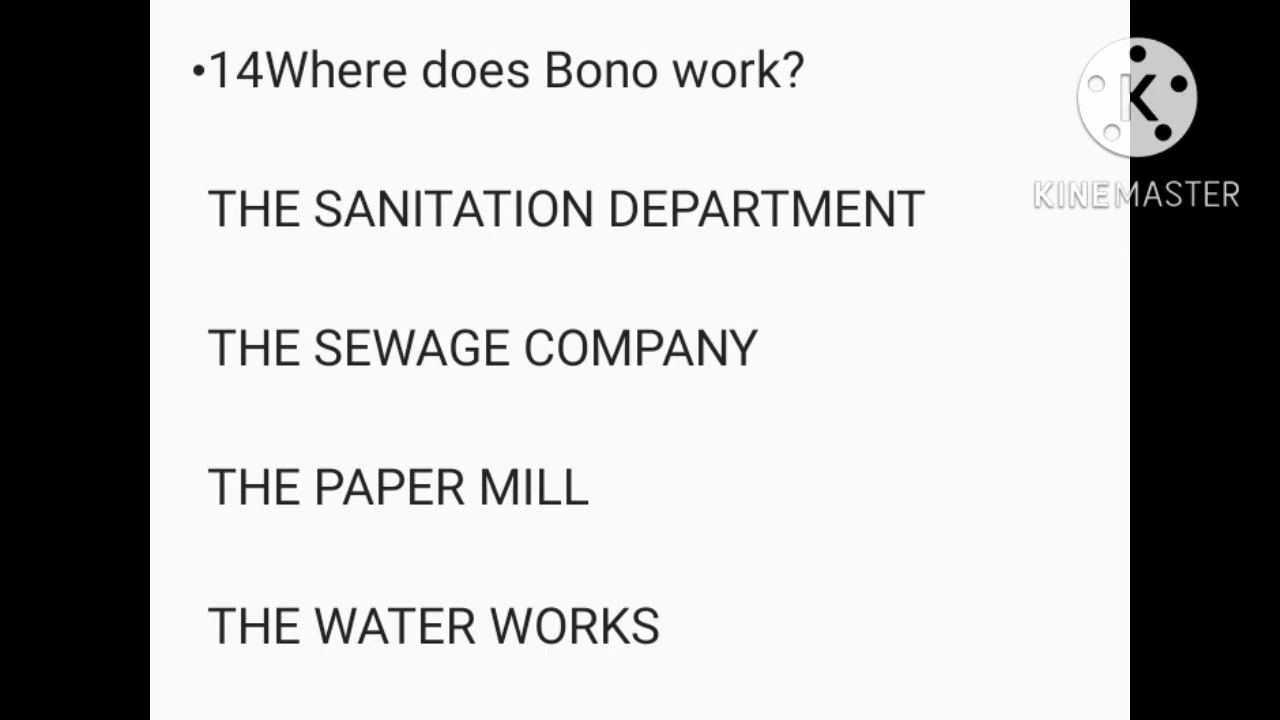 •14Where does Bono work?
THE SANITATION DEPARTMENT
THE SEWAGE COMPANY
THE PAPER MILL
THE WATER WORKS
K
KINEMASTER